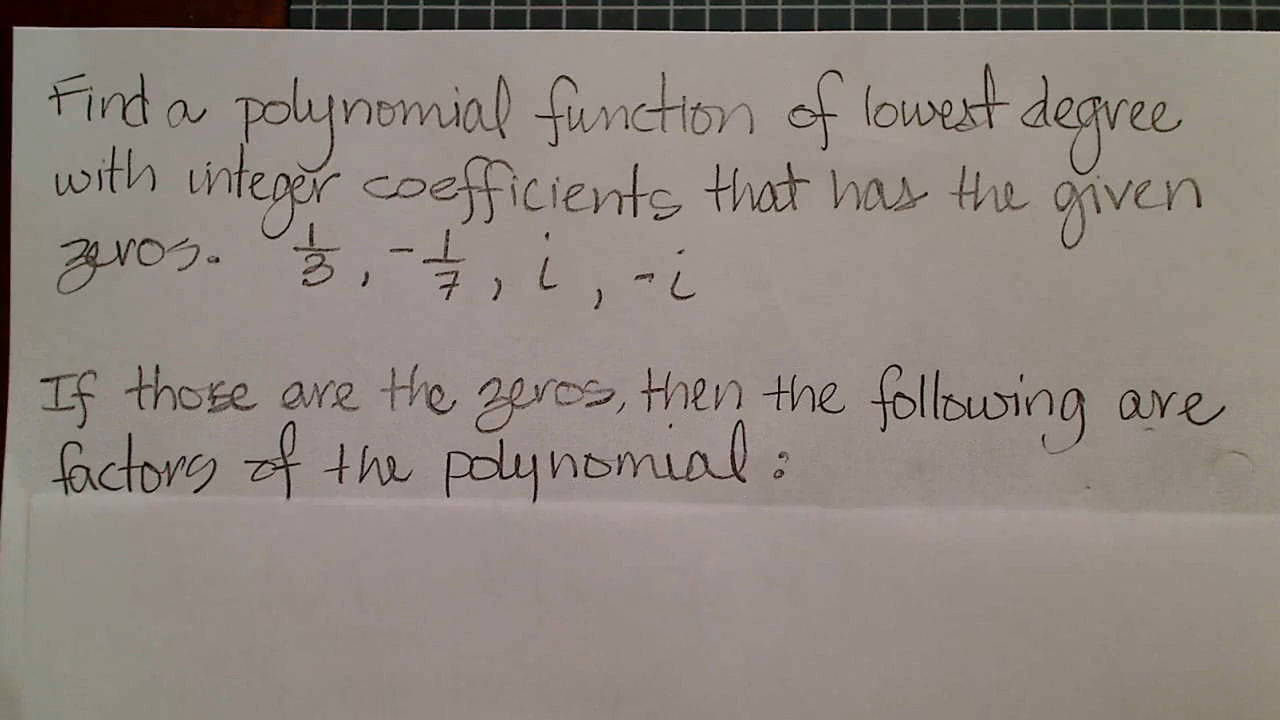 Find a polynomial function of lowest degree
with integer coefficients that has the given
zeros. 1/3, -1/7, i, -i
If those are the zeros, then the following are
factors of the polynomial: